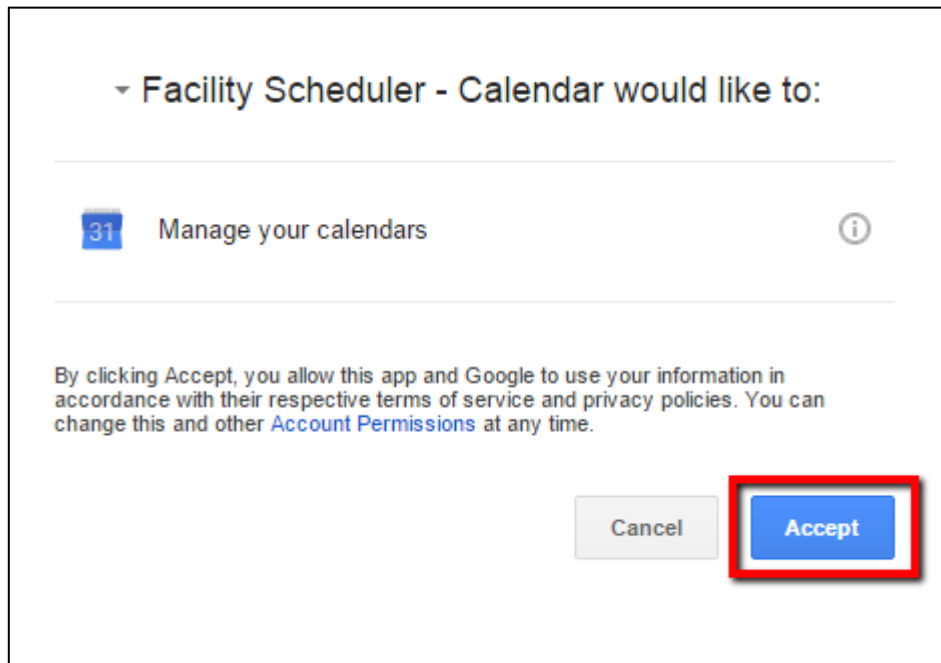 Facility Scheduler - Calendar would like to:
31 Manage your calendars
By clicking Accept, you allow this app and Google to use your information in
accordance with their respective terms of service and privacy policies. You can
change this and other Account Permissions at any time.
Cancel Accept